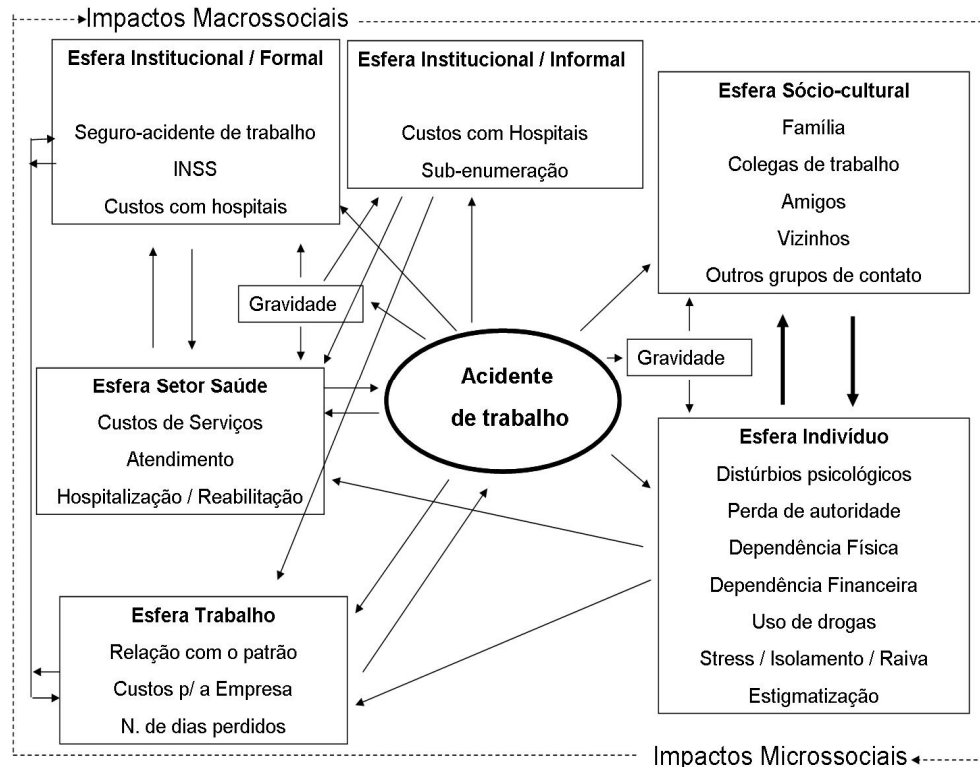 Impactos Macrossociais
Esfera Institucional / Formal
Seguro-acidente de trabalho
INSS
Custos com hospitais
Esfera Institucional / Informal
Custos com Hospitais
Sub-enumeração
Esfera Sócio-cultural
Família
Colegas de trabalho
Amigos
Vizinhos
Outros grupos de contato
Gravidade
Gravidade
Acidente
de trabalho
Esfera Setor Saúde
Custos de Serviços
Atendimento
Hospitalização / Reabilitação
Esfera Indivíduo
Distúrbios psicológicos
Perda de autoridade
Dependência Física
Dependência Financeira
Uso de drogas
Stress / Isolamento / Raiva
Estigmatização
Esfera Trabalho
Relação com o patrão
Custos p/ a Empresa
N. de dias perdidos
Impactos Microssociais